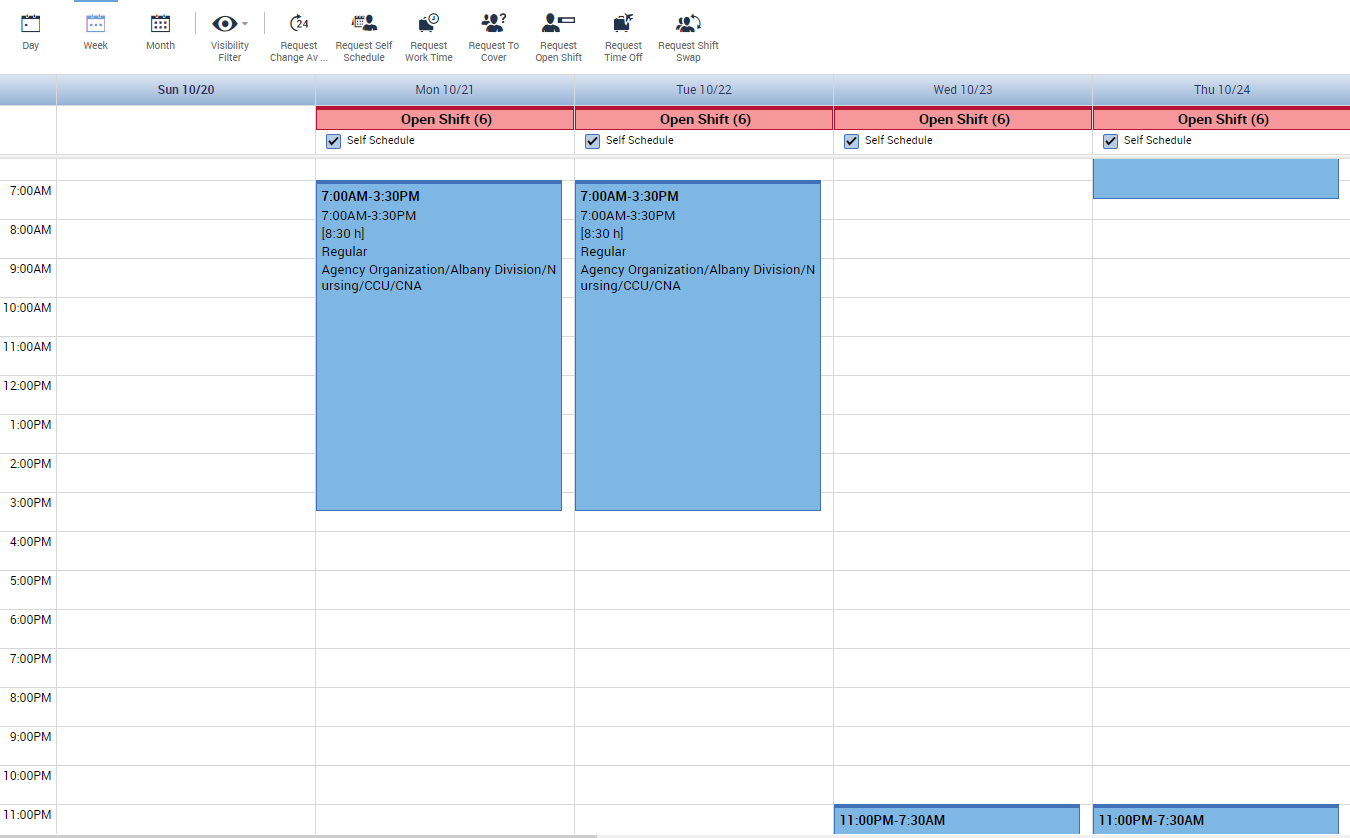 Day
Week
Month
Visibility
Filter
24
Request
Change Av ...
Request Self
Schedule
Request
Work Time
?
Request To
Cover
Request
Open Shift
Request
Time Off
Request Shift
Swap
Sun 10/20
Mon 10/21
Tue 10/22
Wed 10/23
Thu 10/24
Open Shift (6)
Open Shift (6)
Open Shift (6)
Open Shift (6)
Self Schedule
Self Schedule
Self Schedule
Self Schedule
7:00AM
8:00AM
9:00AM
10:00AM
11:00AM
12:00PM
1:00PM
2:00PM
3:00PM
4:00PM
5:00PM
6:00PM
7:00PM
8:00PM
9:00PM
10:00PM
11:00PM
7:00AM-3:30PM
7:00AM-3:30PM
[8:30 h]
Regular
Agency Organization/Albany Division/N
ursing/CCU/CNA
7:00AM-3:30PM
7:00AM-3:30PM
[8:30 h]
Regular
Agency Organization/Albany Division/N
ursing/CCU/CNA
11:00PM-7:30AM
11:00PM-7:30AM